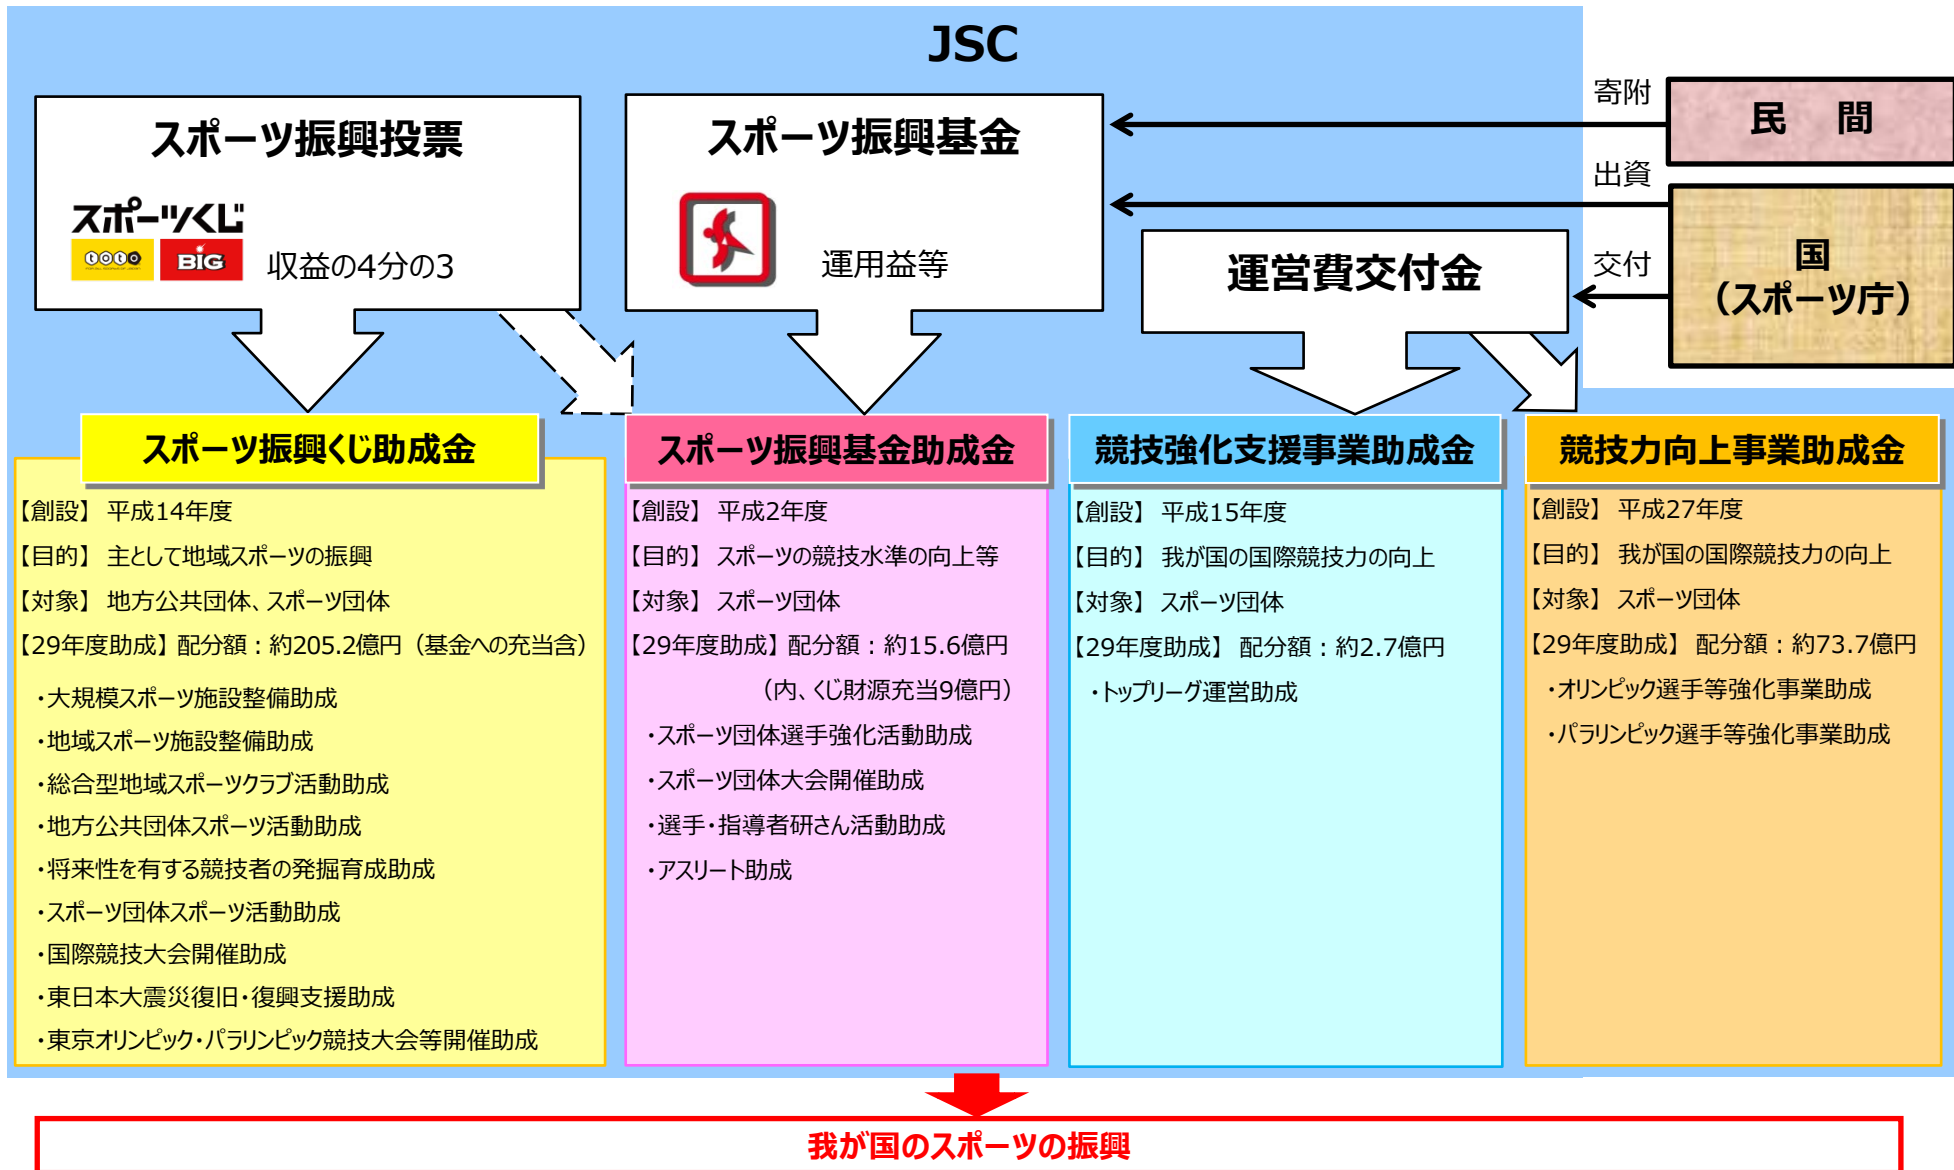 JSC
スポーツ振興投票
スポーツくじ
toto
BIG
収益の4分の3
スポーツ振興基金
運用益等
運営費交付金
寄附
民　間
出資
交付
国
（スポーツ庁）
スポーツ振興くじ助成金
【創設】 平成14年度
【目的】 主として地域スポーツの振興
【対象】 地方公共団体、スポーツ団体
【29年度助成】 配分額：約205.2億円（基金への充当含）
・大規模スポーツ施設整備助成
・地域スポーツ施設整備助成
・総合型地域スポーツクラブ活動助成
・地方公共団体スポーツ活動助成
・将来性を有する競技者の発掘育成助成
・スポーツ団体スポーツ活動助成
・国際競技大会開催助成
・東日本大震災復旧・復興支援助成
・東京オリンピック・パラリンピック競技大会等開催助成
スポーツ振興基金助成金
【創設】 平成2年度
【目的】 スポーツの競技水準の向上等
【対象】 スポーツ団体
【29年度助成】 配分額：約15.6億円
（内、くじ財源充当9億円）
・スポーツ団体選手強化活動助成
・スポーツ団体大会開催助成
・選手・指導者研さん活動助成
・アスリート助成
競技強化支援事業助成金
【創設】 平成15年度
【目的】 我が国の国際競技力の向上
【対象】 スポーツ団体
【29年度助成】 配分額：約2.7億円
・トップリーグ運営助成
競技力向上事業助成金
【創設】 平成27年度
【目的】 我が国の国際競技力の向上
【対象】 スポーツ団体
【29年度助成】 配分額：約73.7億円
・オリンピック選手等強化事業助成
・パラリンピック選手等強化事業助成
我が国のスポーツの振興